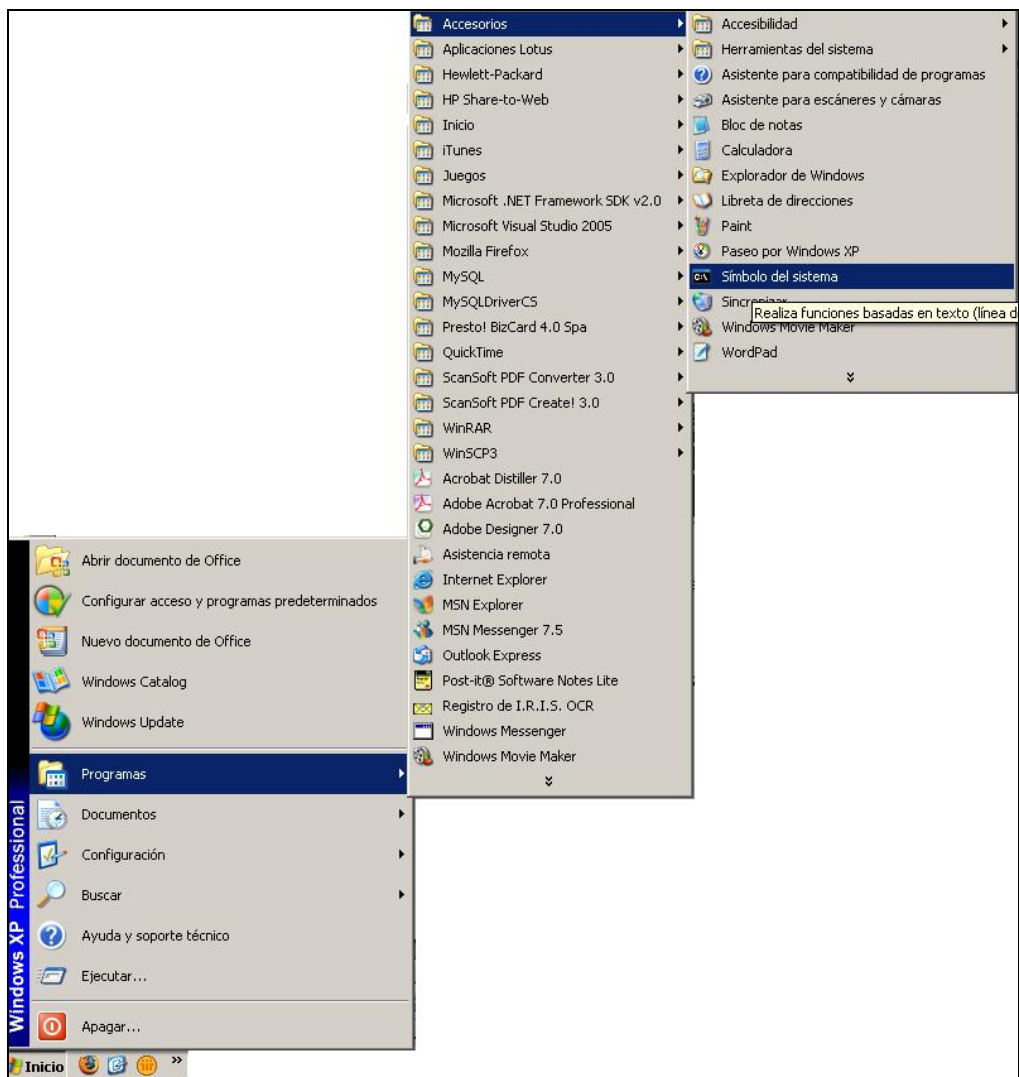 Accesorios
Aplicaciones Lotus
Hewlett-Packard
HP Share-to-Web
Inicio
iTunes
Juegos
Microsoft .NET Framework SDK v2.0
Microsoft Visual Studio 2005
Mozilla Firefox
MySQL
MySQLDriverCS
Presto! BizCard 4.0 Spa
QuickTime
ScanSoft PDF Converter 3.0
ScanSoft PDF Create! 3.0
WinRAR
WinSCP3
Acrobat Distiller 7.0
Adobe Acrobat 7.0 Professional
Adobe Designer 7.0
Asistencia remota
Internet Explorer
MSN Explorer
MSN Messenger 7.5
Outlook Express
Post-it® Software Notes Lite
Registro de I.R.I.S. OCR
Windows Messenger
Windows Movie Maker
Accesibilidad
Herramientas del sistema
Asistente para compatibilidad de programas
Asistente para escáneres y cámaras
Bloc de notas
Calculadora
Explorador de Windows
Libreta de direcciones
Paint
Paseo por Windows XP
Símbolo del sistema
Sincronizar
Realiza funciones basadas en texto (línea d
Windows Movie Maker
WordPad
Abrir documento de Office
Configurar acceso y programas predeterminados
Nuevo documento de Office
Windows Catalog
Windows Update
Programas
Documentos
Configuración
Buscar
Ayuda y soporte técnico
Ejecutar...
Apagar...
Windows XP Professional
Inicio